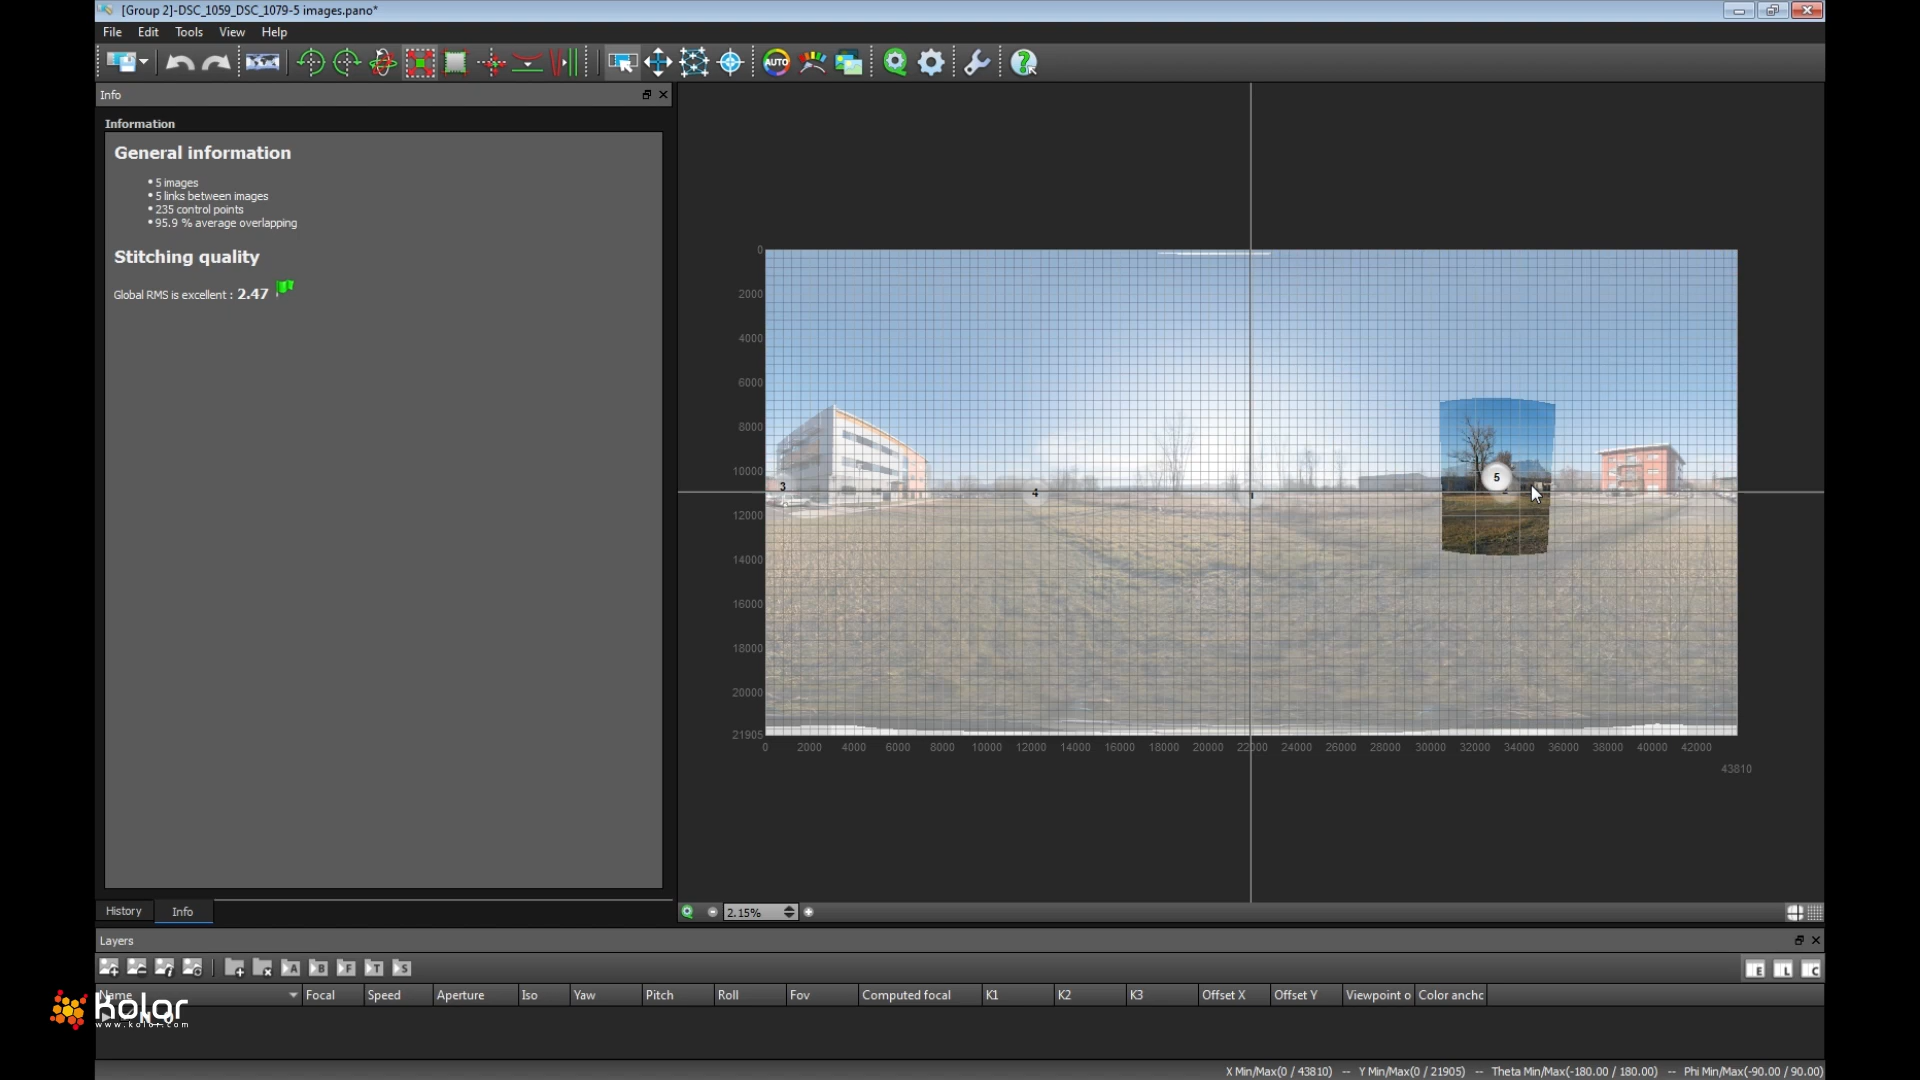 [Group 2]-DSC_1059_DSC_1079-5 images.pano*
File Edit Tools View Help
AUTO
Info
Information
General information
5 images
5 links between images
235 control points
95.9 % average overlapping
Stitching quality
Global RMS is excellent : 2.47
0
2000
4000
6000
8000
10000
12000
14000
16000
18000
20000
21905
3 4 1 5
0 2000 4000 6000 8000 10000 12000 14000 16000 18000 20000 22000 24000 26000 28000 30000 32000 34000 36000 38000 40000 42000
43810
History Info
2.15%
Layers
A B F T S E L C
Name Focal Speed Aperture Iso Yaw Pitch Roll Fov Computed focal K1 K2 K3 Offset X Offset Y Viewpoint o Color anchc
kolor
www.kolor.com
X Min/Max(0 / 43810) -- Y Min/Max(0 / 21905) -- Theta Min/Max(-180.00 / 180.00) -- Phi Min/Max(-90.00 / 90.00)